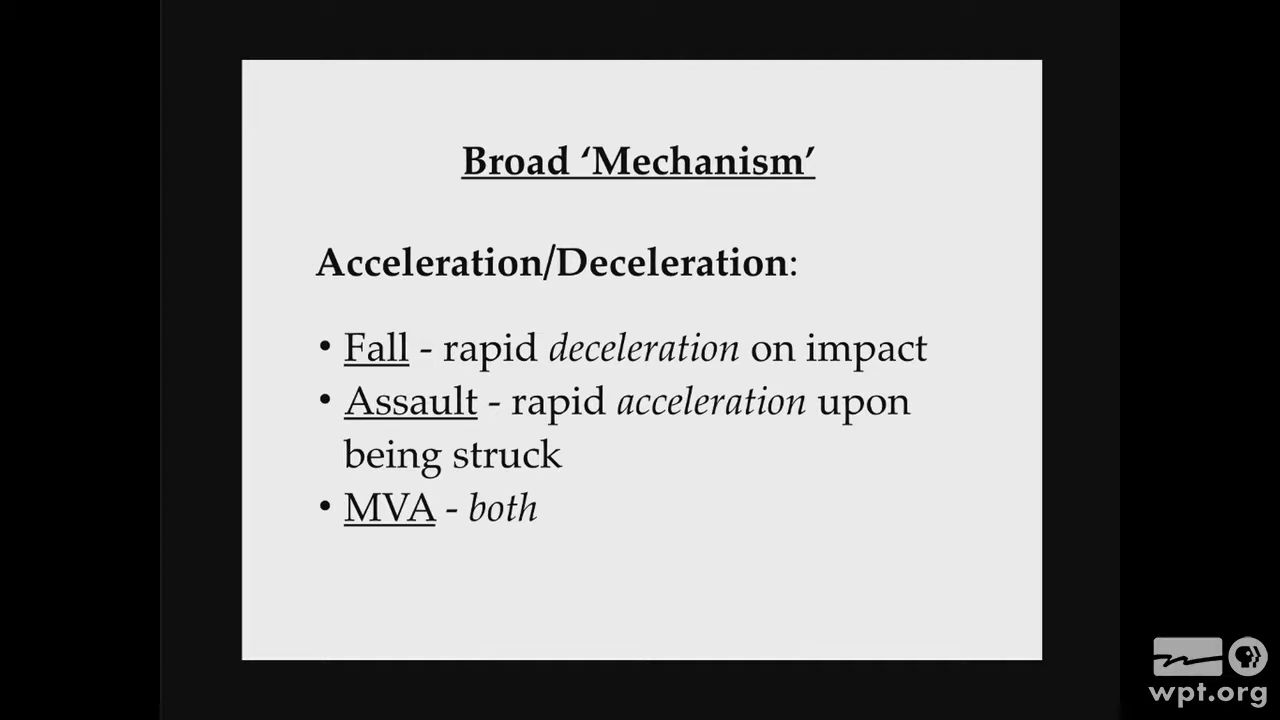 Broad ‘Mechanism’
Acceleration/Deceleration:
• Fall - rapid deceleration on impact
• Assault - rapid acceleration upon
being struck
• MVA - both
wpt.org